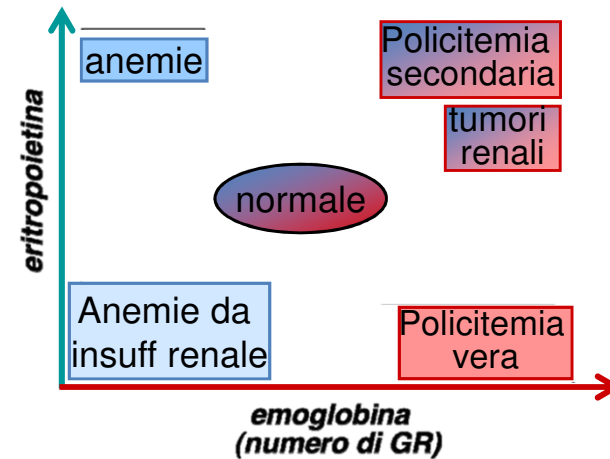 anemie
Policitemia
secondaria
tumori
renali
normale
eritropoietina
Anemie da
insuff renale
Policitemia
vera
emoglobina
(numero di GR)